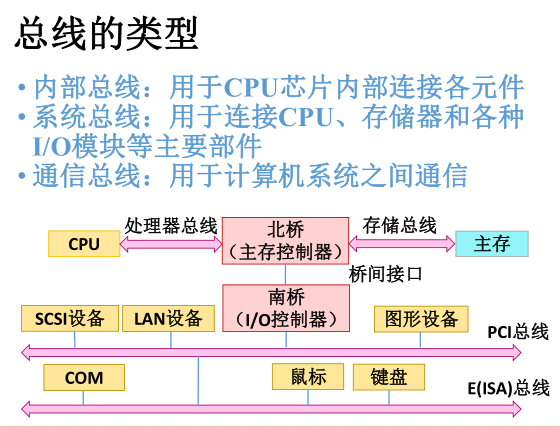 总线的类型
• 内部总线：用于CPU芯片内部连接各元件
• 系统总线：用于连接CPU、存储器和各种
I/O模块等主要部件
• 通信总线：用于计算机系统之间通信
处理器总线
北桥
（主存控制器）
存储总线
CPU
主存
桥间接口
南桥
（I/O控制器）
SCSI设备
LAN设备
图形设备
PCI总线
COM
鼠标
键盘
E(ISA)总线